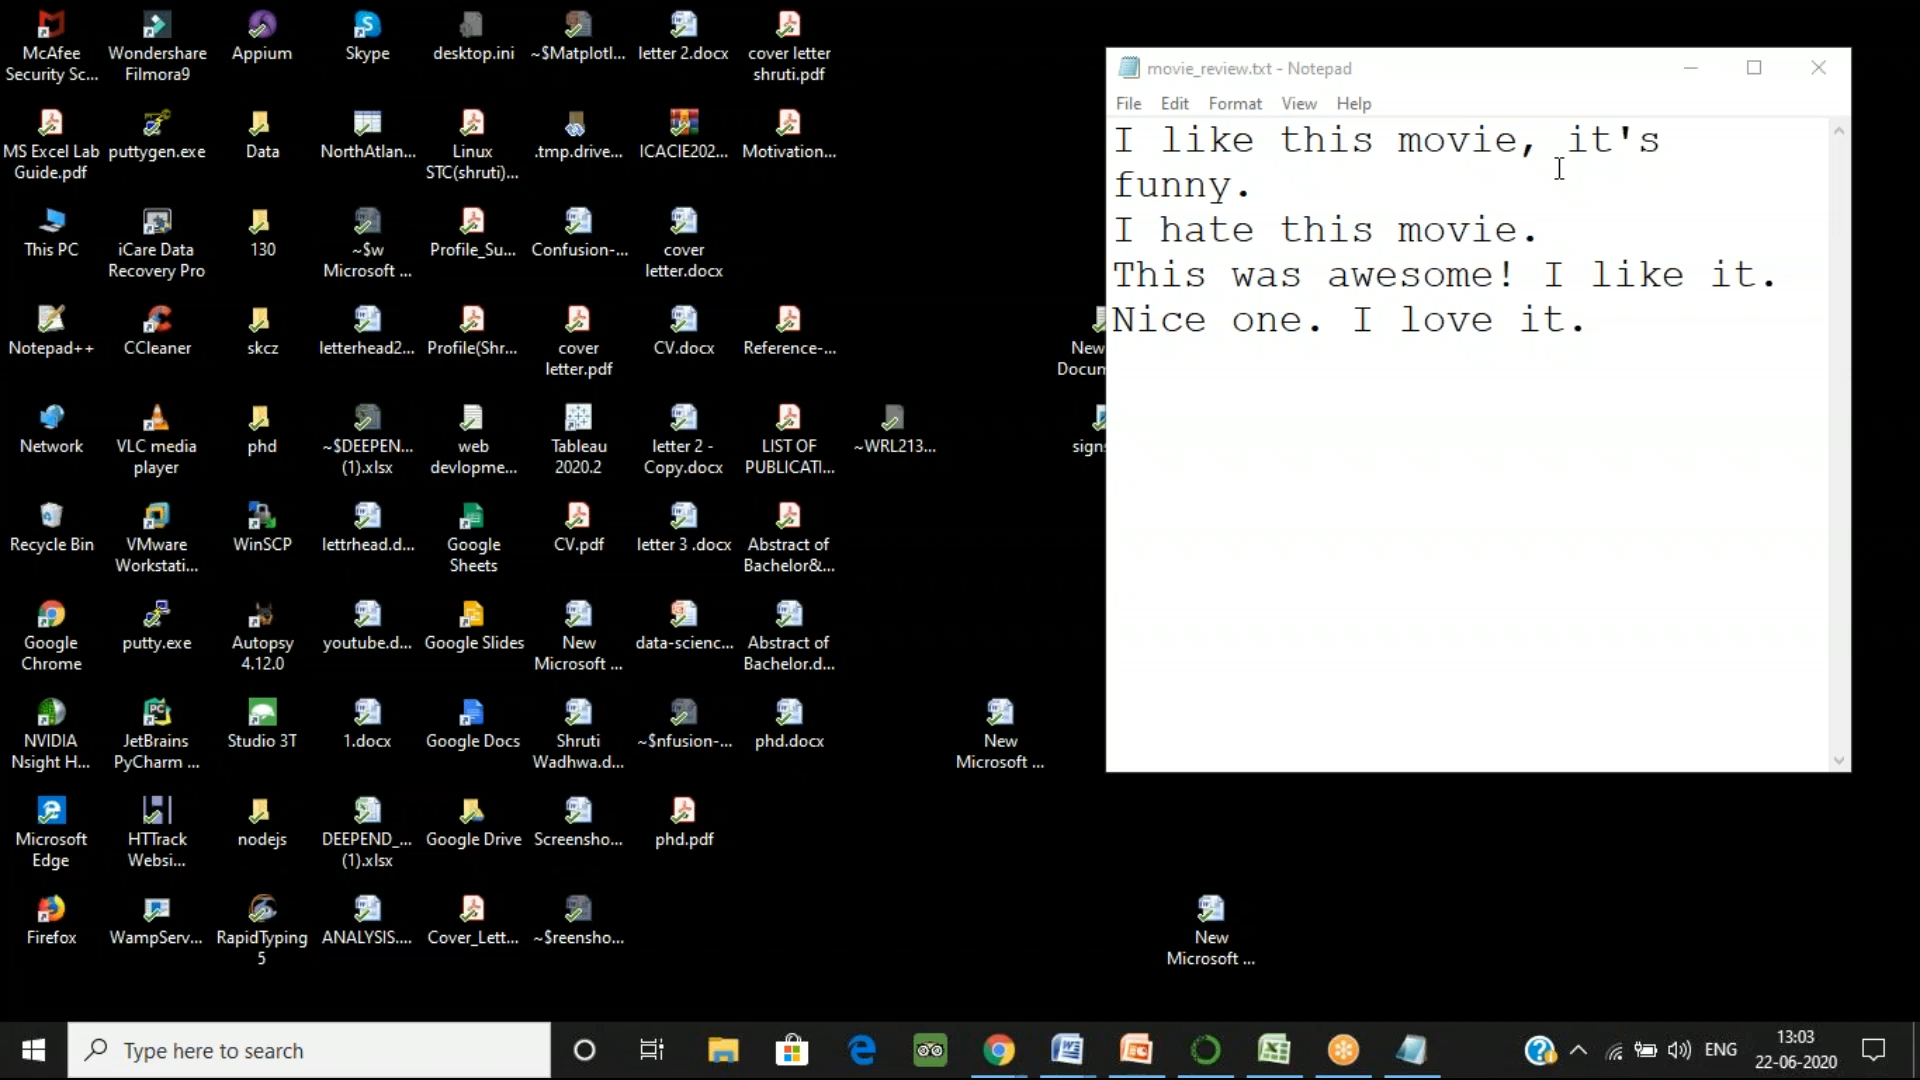 McAfee Security Sc...
Wondershare Filmora9
Appium
Skype
desktop.ini
~$Matplotl...
letter 2.docx
cover letter shruti.pdf
MS Excel Lab Guide.pdf
puttygen.exe
Data
NorthAtlan...
Linux STC(shruti)...
.tmp.drive...
ICACIE202...
Motivation...
This PC
iCare Data Recovery Pro
130
~$w Microsoft ...
Profile_Su...
Confusion-...
cover letter.docx
Notepad++
CCleaner
skcz
letterhead2...
Profile(Shr...
cover letter.pdf
CV.docx
Reference-...
New
Docum
Network
VLC media player
phd
~$DEEPEN... (1).xlsx
web devlopme...
Tableau 2020.2
letter 2 - Copy.docx
LIST OF PUBLICATI...
~WRL213...
signs
Recycle Bin
VMware Workstati...
WinSCP
lettrhead.d...
Google Sheets
CV.pdf
letter 3 .docx
Abstract of Bachelor&...
Google Chrome
putty.exe
Autopsy 4.12.0
youtube.d...
Google Slides
New Microsoft ...
data-scienc...
Abstract of Bachelor.d...
NVIDIA Nsight H...
JetBrains PyCharm ...
Studio 3T
1.docx
Google Docs
Shruti Wadhwa.d...
~$nfusion-...
phd.docx
New Microsoft ...
Microsoft Edge
HTTrack Websi...
nodejs
DEEPEND_... (1).xlsx
Google Drive
Screensho...
phd.pdf
Firefox
WampServ...
RapidTyping 5
ANALYSIS....
Cover_Lett...
~$reensho...
New Microsoft ...
movie_review.txt - Notepad
File Edit Format View Help
I like this movie, it's
funny.
I hate this movie.
This was awesome! I like it.
Nice one. I love it.
Type here to search
ENG
13:03
22-06-2020